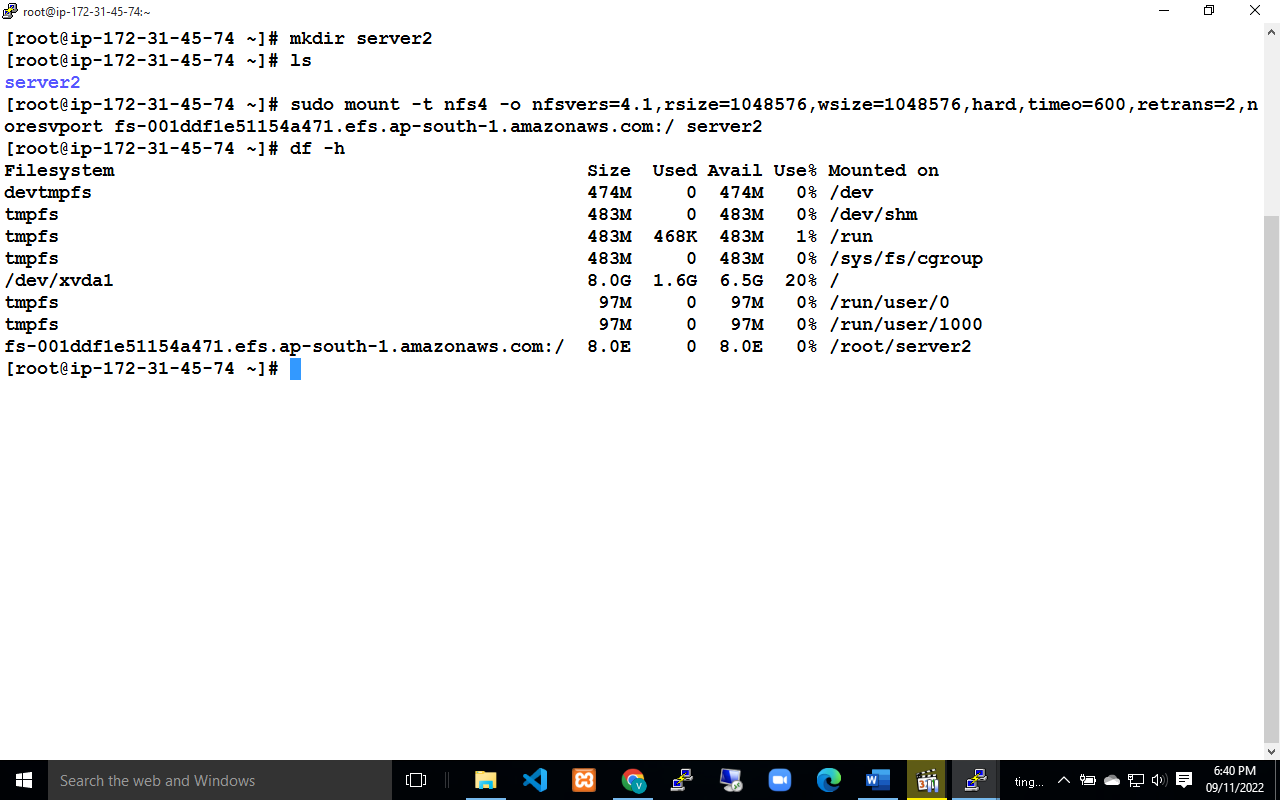 root@ip-172-31-45-74:~
[root@ip-172-31-45-74 ~]# mkdir server2
[root@ip-172-31-45-74 ~]# ls
server2
[root@ip-172-31-45-74 ~]# sudo mount -t nfs4 -o nfsvers=4.1,rsize=1048576,wsize=1048576,hard,timeo=600,retrans=2,n
oresvport fs-001ddf1e51154a471.efs.ap-south-1.amazonaws.com:/ server2
[root@ip-172-31-45-74 ~]# df -h
Filesystem Size Used Avail Use% Mounted on
devtmpfs 474M 0 474M 0% /dev
tmpfs 483M 0 483M 0% /dev/shm
tmpfs 483M 468K 483M 1% /run
tmpfs 483M 0 483M 0% /sys/fs/cgroup
/dev/xvda1 8.0G 1.6G 6.5G 20% /
tmpfs 97M 0 97M 0% /run/user/0
tmpfs 97M 0 97M 0% /run/user/1000
fs-001ddf1e51154a471.efs.ap-south-1.amazonaws.com:/ 8.0E 0 8.0E 0% /root/server2
[root@ip-172-31-45-74 ~]#
Search the web and Windows
ting...
6:40 PM
09/11/2022